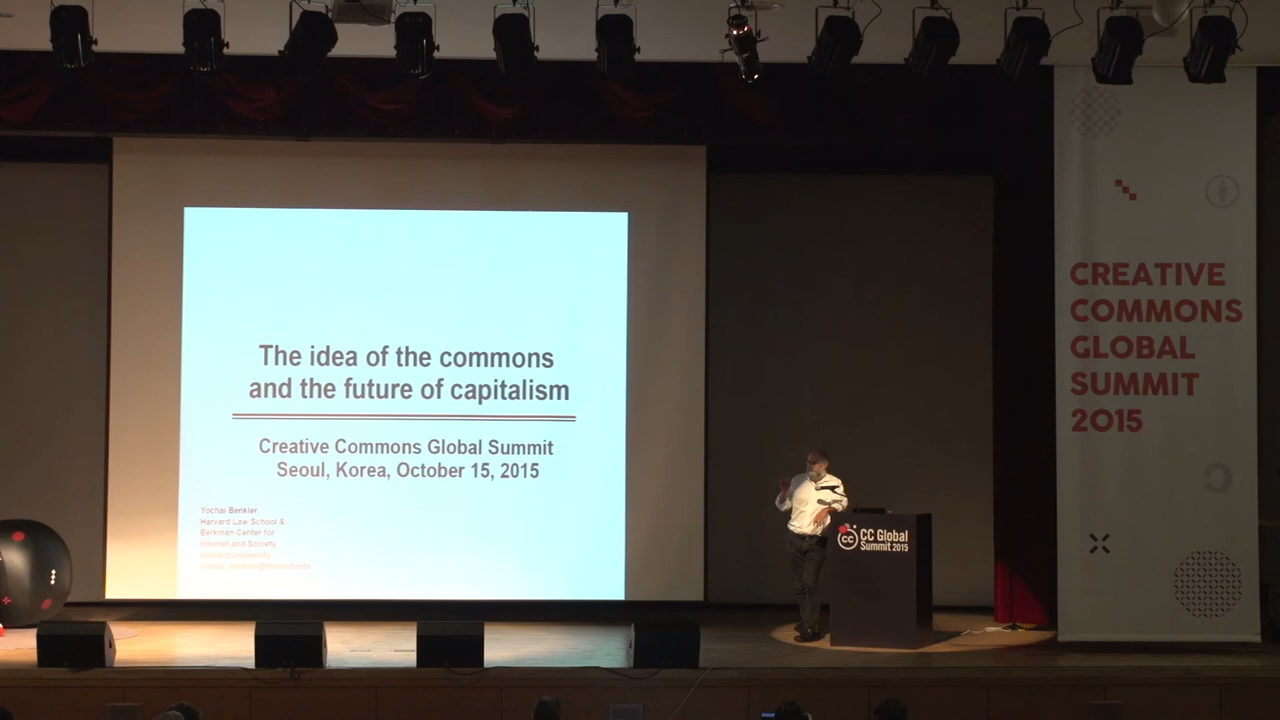 The idea of the commons
and the future of capitalism
Creative Commons Global Summit
Seoul, Korea, October 15, 2015
Yochai Benkler
Harvard Law School &
Berkman Center for
Internet and Society,
Harvard University
CC Global
Summit 2015
cc
CREATIVE
COMMONS
GLOBAL
SUMMIT
2015